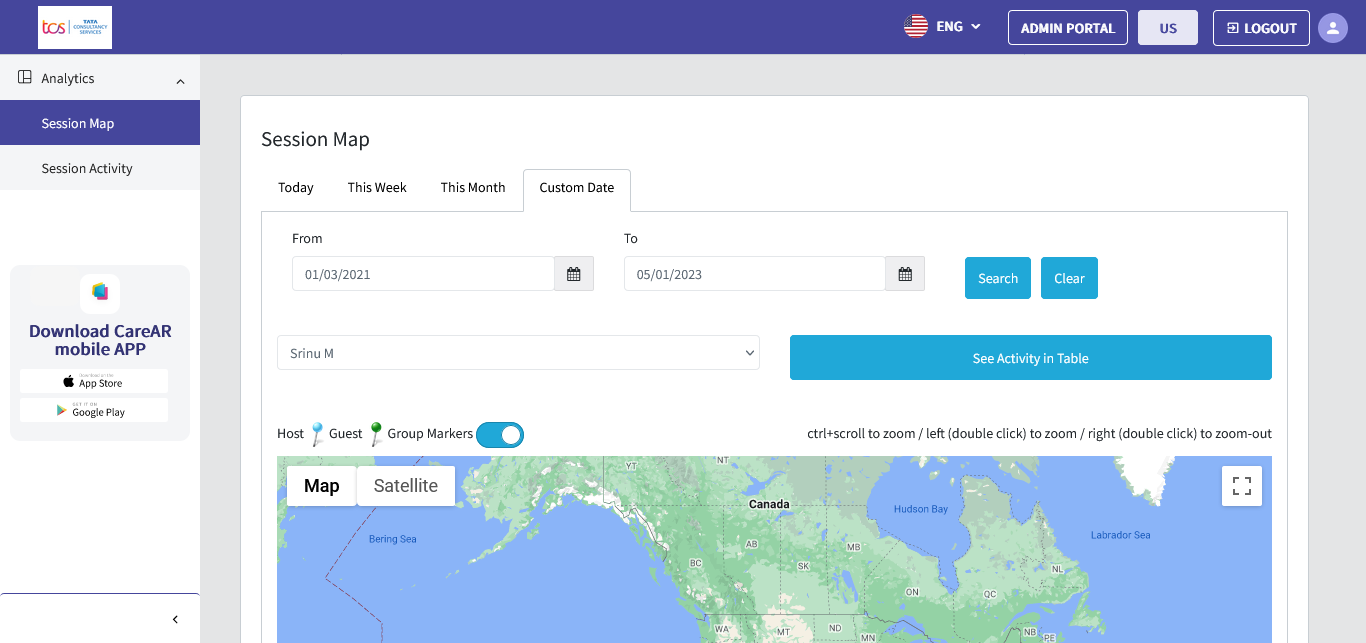 tcs TATA
CONSULTANCY
SERVICES
ENG
ADMIN PORTAL
US
LOGOUT
Analytics
Session Map
Session Activity
Download CareAR
mobile APP
Download on the
App Store
GET IT ON
Google Play
Session Map
Today This Week This Month Custom Date
From To
01/03/2021 05/01/2023 Search Clear
Srinu M See Activity in Table
Host Guest Group Markers ctrl+scroll to zoom / left (double click) to zoom / right (double click) to zoom-out
Map Satellite
YT
NT
Canada
Hudson Bay
Bering Sea
Labrador Sea
AB
MB
BC
SK
NL
ON
QC
WA
MT
ND
MN
NB
PE